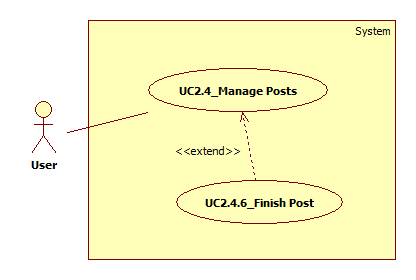 System
UC2.4_Manage Posts
User
<<extend>>
UC2.4.6_Finish Post